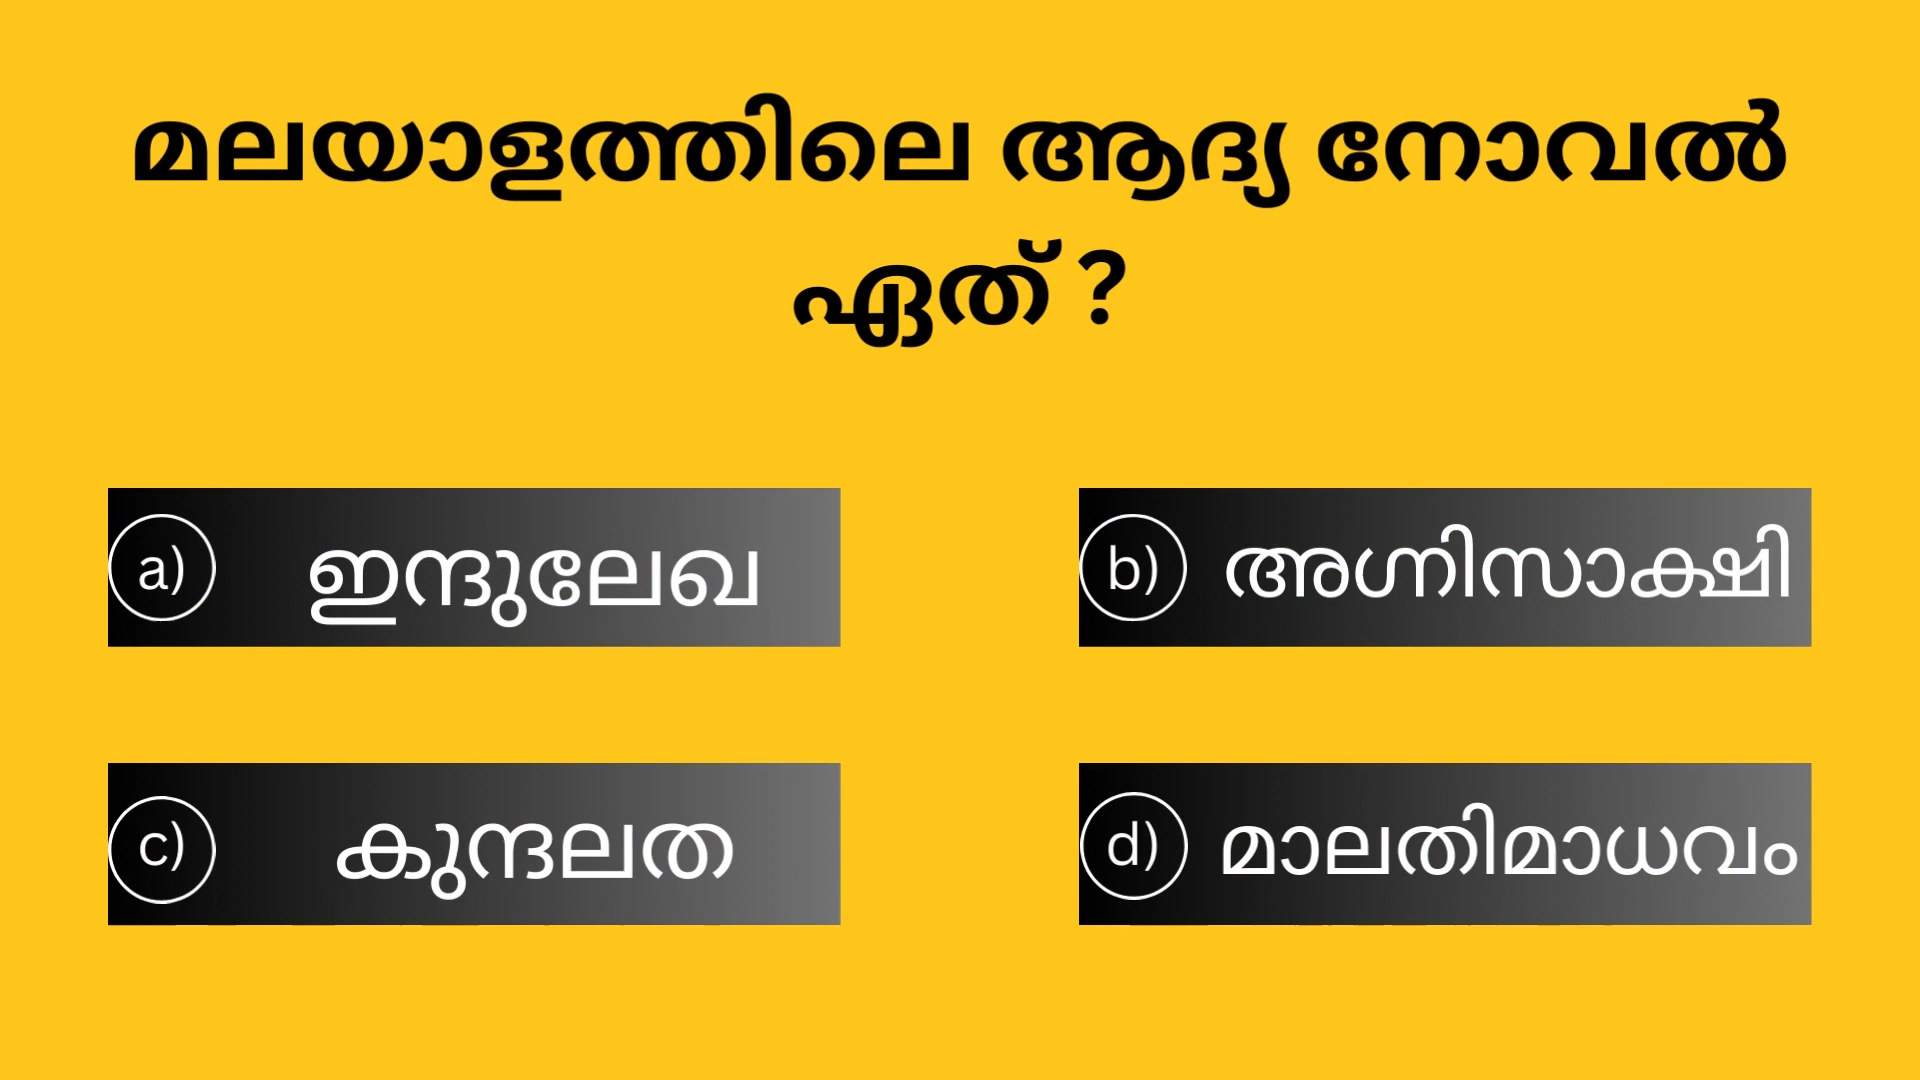 മലയാളത്തിലെ ആദ്യ നോവൽ
ഏത് ?
a) ഇന്ദുലേഖ
b) അഗ്നിസാക്ഷി
c) കുന്ദലത
d) മാലതിമാധവം